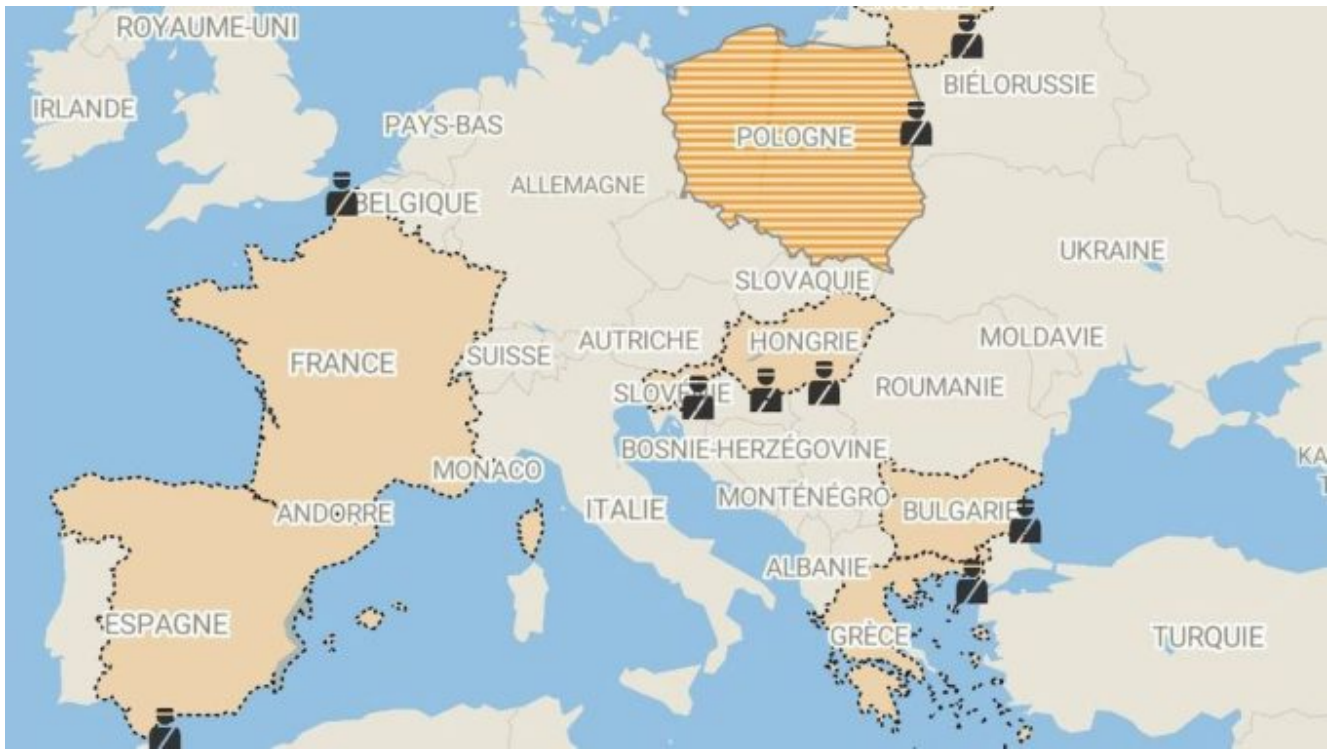 ROYAUME-UNI
IRLANDE
BIÉLORUSSIE
PAYS-BAS
POLOGNE
ALLEMAGNE
BELGIQUE
UKRAINE
SLOVAQUIE
AUTRICHE
HONGRIE
MOLDAVIE
FRANCE
SUISSE
SLOVÉNIE
ROUMANIE
BOSNIE-HERZÉGOVINE
KA
MONACO
MONTÉNÉGRO
ANDORRE
ITALIE
BULGARIE
ALBANIE
ESPAGNE
GRÈCE
TURQUIE